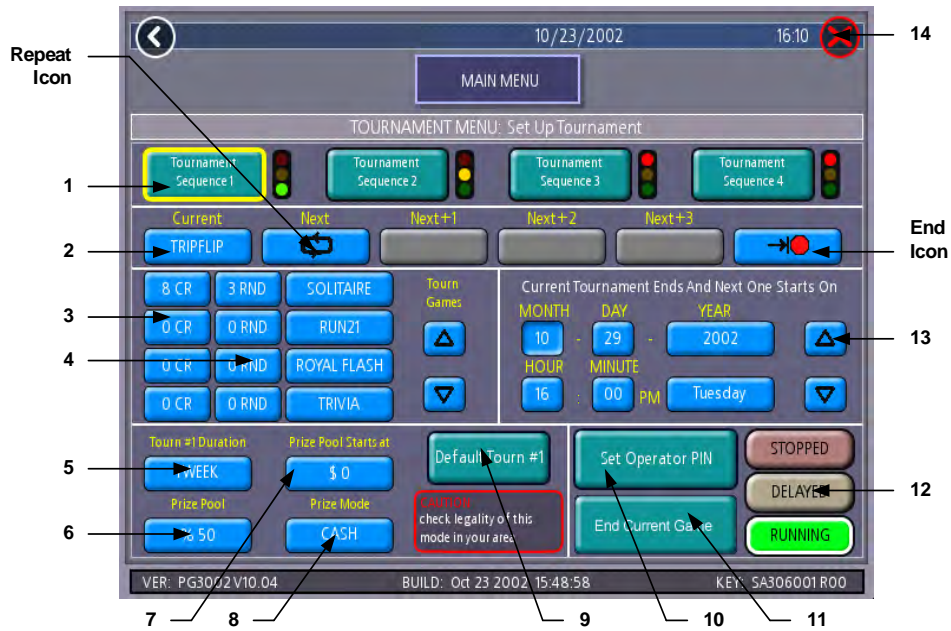 10/23/2002 16:10 14
Repeat
Icon
MAIN MENU
TOURNAMENT MENU: Set Up Tournament
1
Tournament
Sequence 1
Tournament
Sequence 2
Tournament
Sequence 3
Tournament
Sequence 4
Current Next Next+1 Next+2 Next+3
2 TRIPFLIP
End
Icon
8 CR 3 RND SOLITAIRE
3 0 CR 0 RND RUN21
4 0 CR 0 RND ROYAL FLASH
0 CR 0 RND TRIVIA
Tourn
Games
Current Tournament Ends And Next One Starts On
MONTH DAY YEAR
10 - 29 - 2002 13
HOUR MINUTE
16 : 00 PM Tuesday
Tourn #1 Duration Prize Pool Starts at
5 1 WEEK $ 0
Prize Pool Prize Mode
6 % 50 CASH
Default Tourn #1
CAUTION
check legality of this
mode in your area
Set Operator PIN
End Current Game
STOPPED
DELAYED 12
RUNNING
VER: PG3002 V10.04 BUILD: Oct 23 2002 15:48:58 KEY: SA306001 R00
7 8 9 10 11